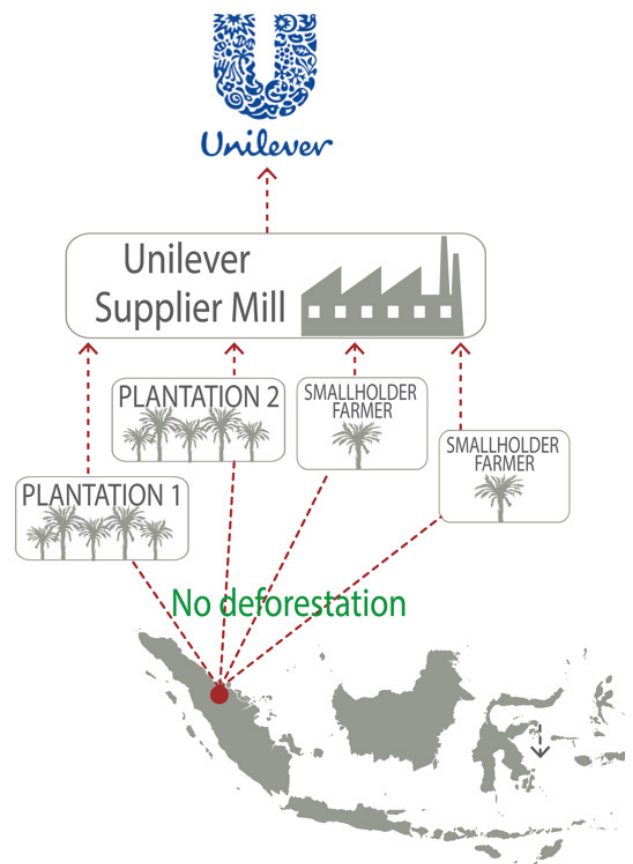 Unilever
Unilever
Supplier Mill
PLANTATION 2
SMALLHOLDER
FARMER
SMALLHOLDER
FARMER
PLANTATION 1
No deforestation